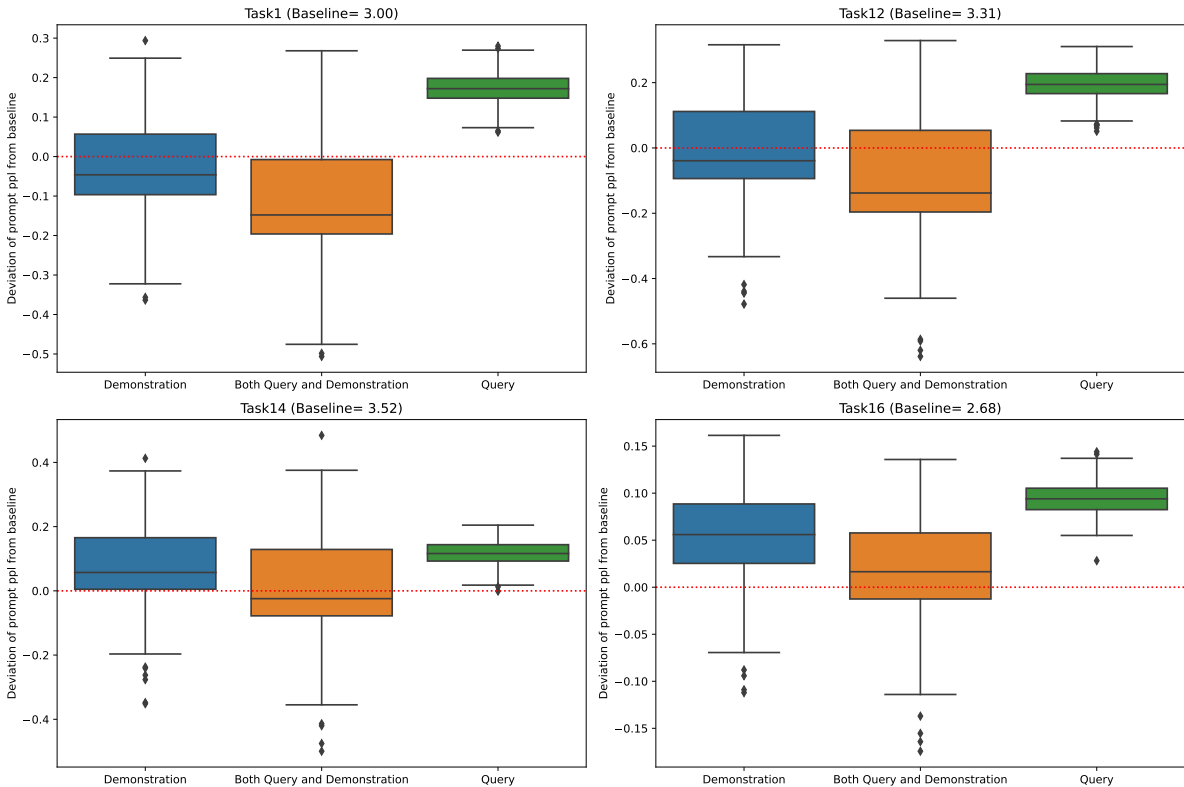 Task1 (Baseline= 3.00)
Deviation of prompt ppl from baseline
0.3
0.2
0.1
0.0
−0.1
−0.2
−0.3
−0.4
−0.5
Demonstration
Both Query and Demonstration
Query
Task12 (Baseline= 3.31)
Deviation of prompt ppl from baseline
0.2
0.0
−0.2
−0.4
−0.6
Demonstration
Both Query and Demonstration
Query
Task14 (Baseline= 3.52)
Deviation of prompt ppl from baseline
0.4
0.2
0.0
−0.2
−0.4
Demonstration
Both Query and Demonstration
Query
Task16 (Baseline= 2.68)
Deviation of prompt ppl from baseline
0.15
0.10
0.05
0.00
−0.05
−0.10
−0.15
Demonstration
Both Query and Demonstration
Query